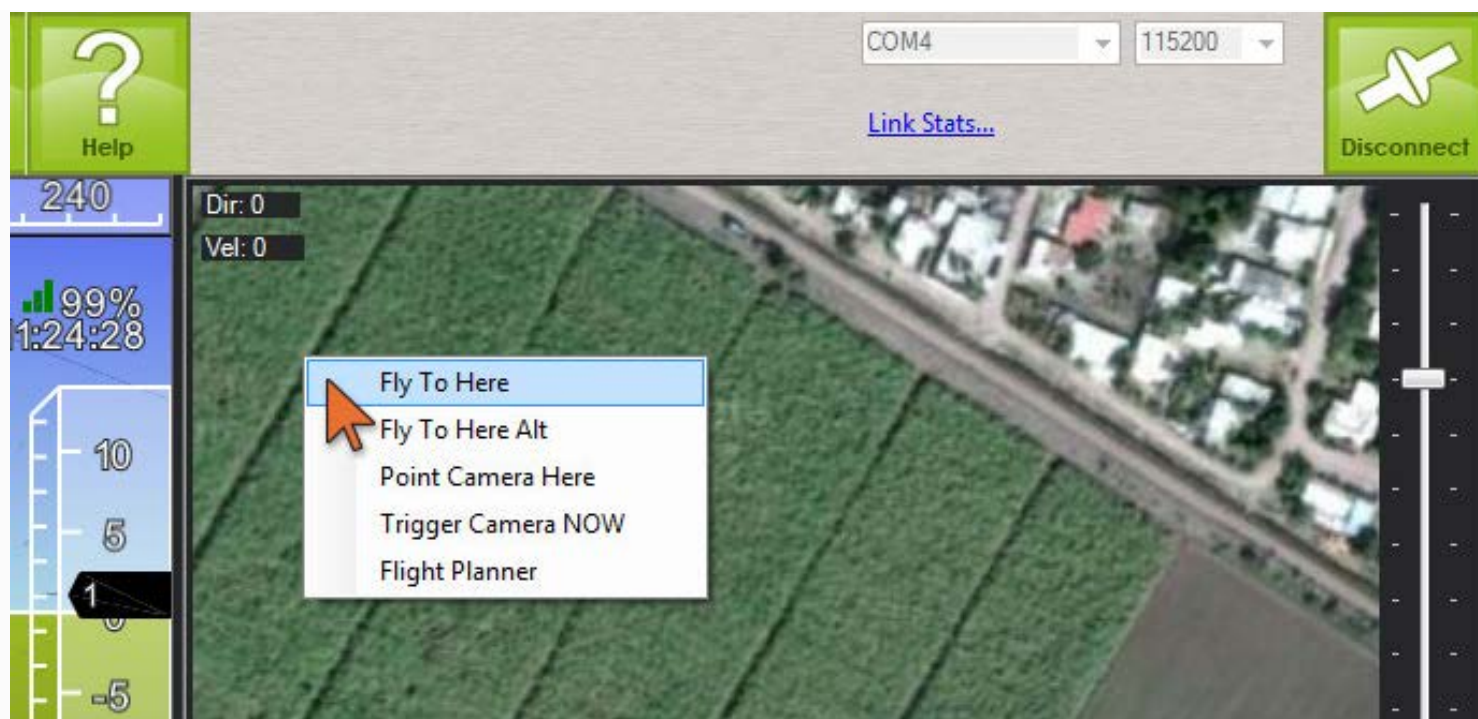 COM4
115200
Help
Link Stats...
Disconnect
240
Dir: 0
Vel: 0
99%
1:24:28
Fly To Here
Fly To Here Alt
10
Point Camera Here
Trigger Camera NOW
5
Flight Planner
1
0
-5